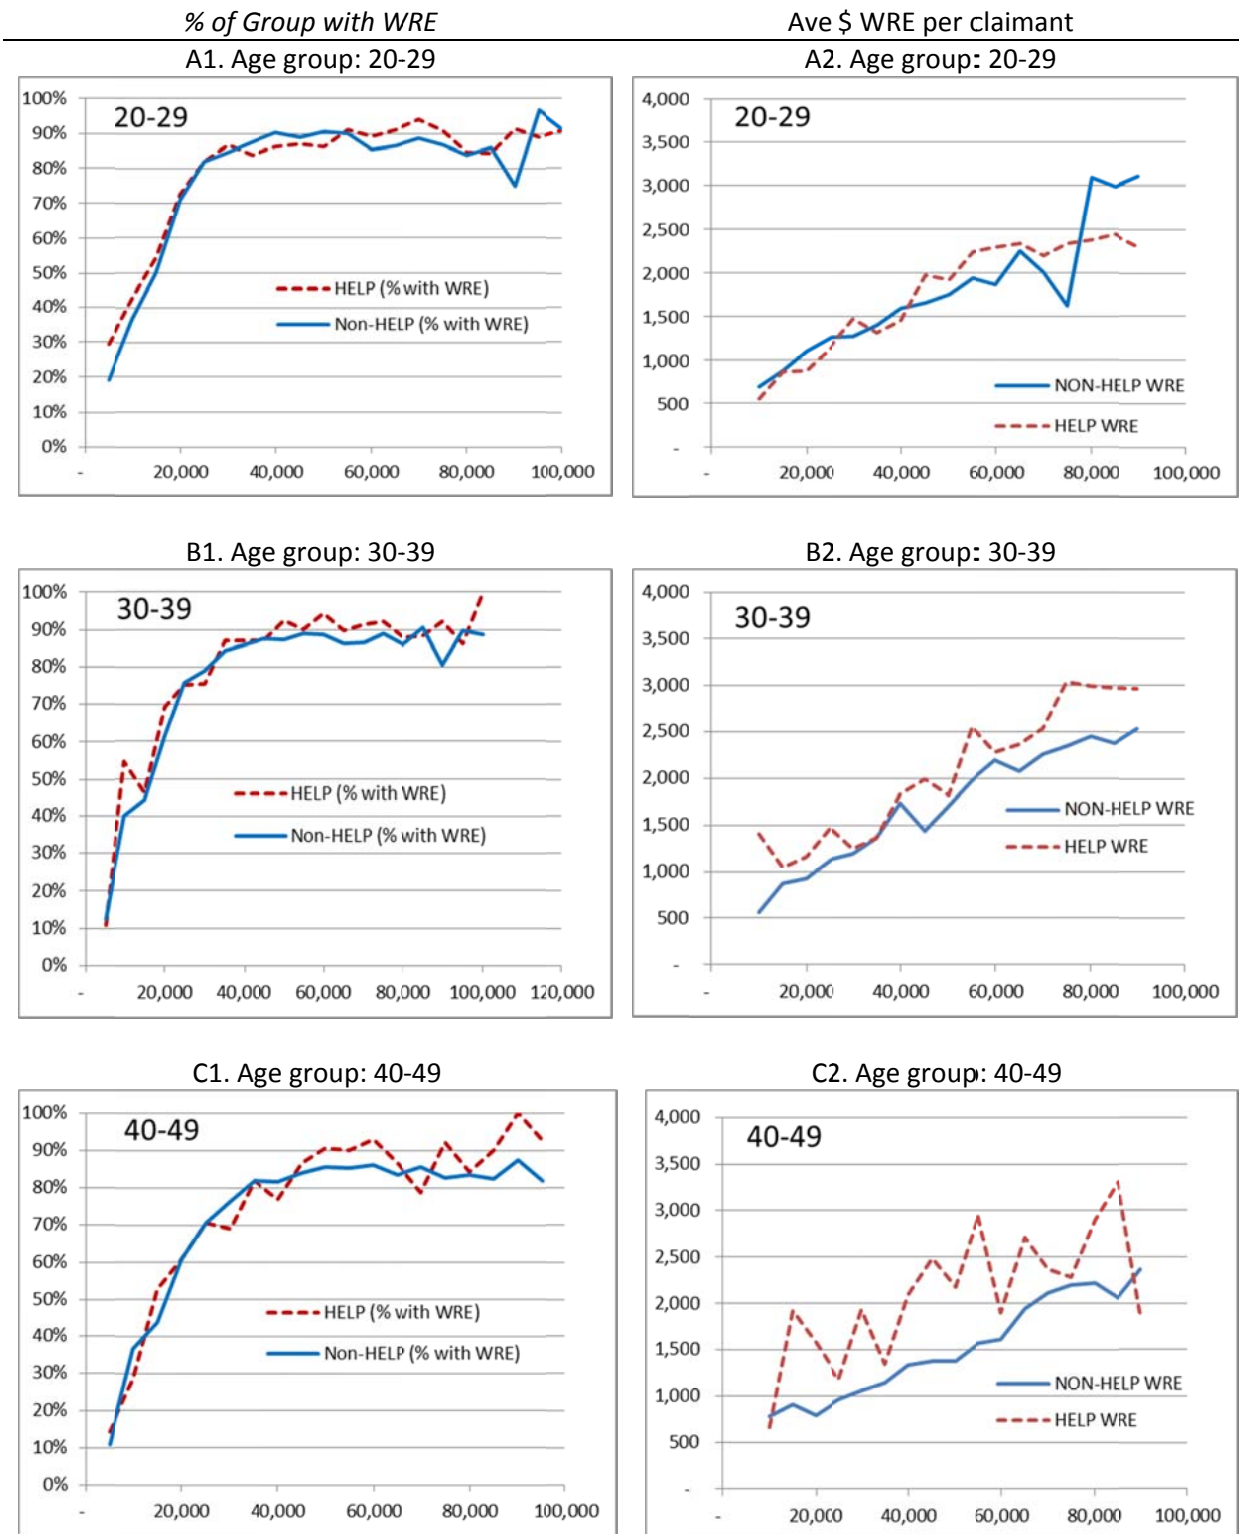 % of Group with WRE
Ave $ WRE per claimant
A1. Age group: 20-29
A2. Age group: 20-29
20-29
100%
90%
80%
70%
60%
50%
40%
30%
20%
10%
0%
HELP (% with WRE)
Non-HELP (% with WRE)
- 20,000 40,000 60,000 80,000 100,000
20-29
4,000
3,500
3,000
2,500
2,000
1,500
1,000
500
-
NON-HELP WRE
HELP WRE
- 20,000 40,000 60,000 80,000 100,000
B1. Age group: 30-39
B2. Age group: 30-39
30-39
100%
90%
80%
70%
60%
50%
40%
30%
20%
10%
0%
HELP (% with WRE)
Non-HELP (% with WRE)
- 20,000 40,000 60,000 80,000 100,000 120,000
30-39
4,000
3,500
3,000
2,500
2,000
1,500
1,000
500
-
NON-HELP WRE
HELP WRE
- 20,000 40,000 60,000 80,000 100,000
C1. Age group: 40-49
C2. Age group: 40-49
40-49
100%
90%
80%
70%
60%
50%
40%
30%
20%
10%
0%
HELP (% with WRE)
Non-HELP (% with WRE)
- 20,000 40,000 60,000 80,000 100,000
40-49
4,000
3,500
3,000
2,500
2,000
1,500
1,000
500
-
NON-HELP WRE
HELP WRE
- 20,000 40,000 60,000 80,000 100,000